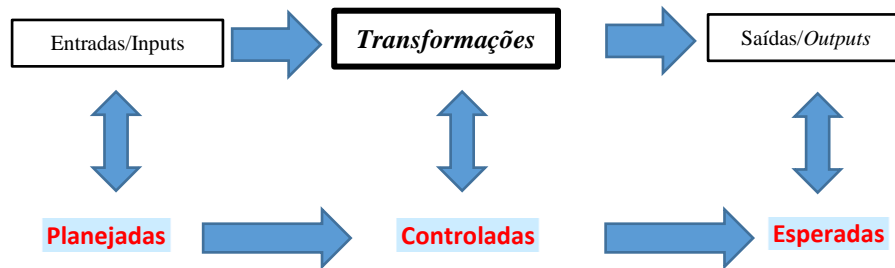 Entradas/Inputs
Transformações
Saídas/Outputs
Planejadas
Controladas
Esperadas